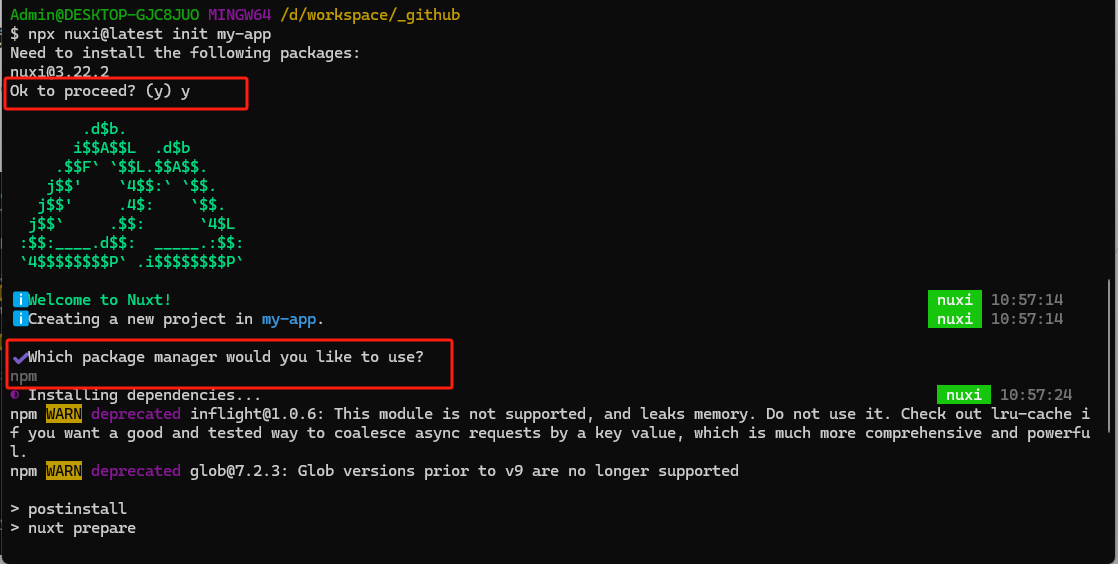 Admin@DESKTOP-GJC8JUO MINGW64 /d/workspace/_github
$ npx nuxi@latest init my-app
Need to install the following packages:
nuxi@3.22.2
Ok to proceed? (y) y
.d$b.
i$$A$$L  .d$b
.$$F` `$$L.$$A$$.
j$$'    `4$$:` `$$.
j$$'     .4$:    `$$.
j$$`     .$$:      `4$L
:$$:____.d$$:  _____.:$$:
`4$$$$$$$$P` .i$$$$$$$$P`
i Welcome to Nuxt! nuxi 10:57:14
i Creating a new project in my-app. nuxi 10:57:14
✔ Which package manager would you like to use?
npm
◐ Installing dependencies... nuxi 10:57:24
npm WARN deprecated inflight@1.0.6: This module is not supported, and leaks memory. Do not use it. Check out lru-cache i
f you want a good and tested way to coalesce async requests by a key value, which is much more comprehensive and powerfu
l.
npm WARN deprecated glob@7.2.3: Glob versions prior to v9 are no longer supported
> postinstall
> nuxt prepare